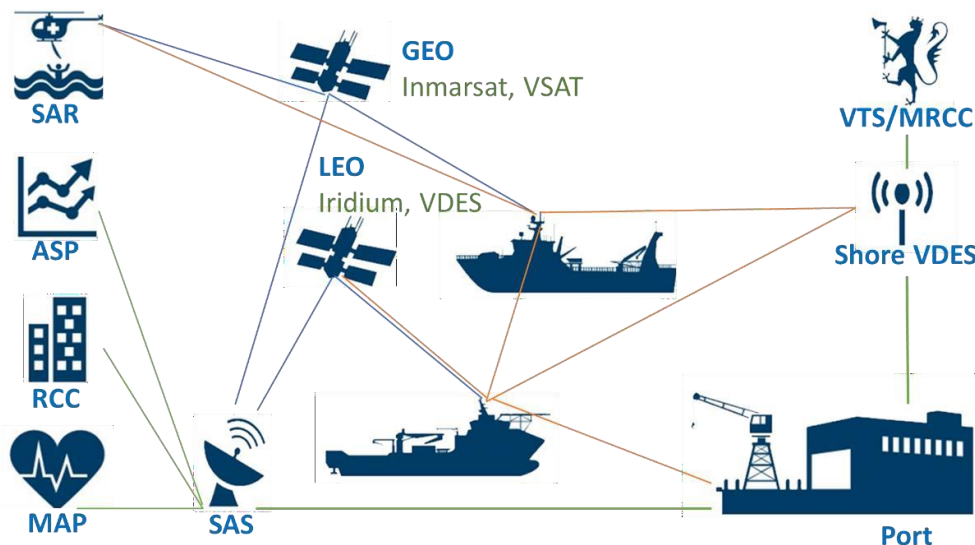 GEO
Inmarsat, VSAT
SAR
VTS/MRCC
LEO
Iridium, VDES
ASP
Shore VDES
RCC
MAP
SAS
Port